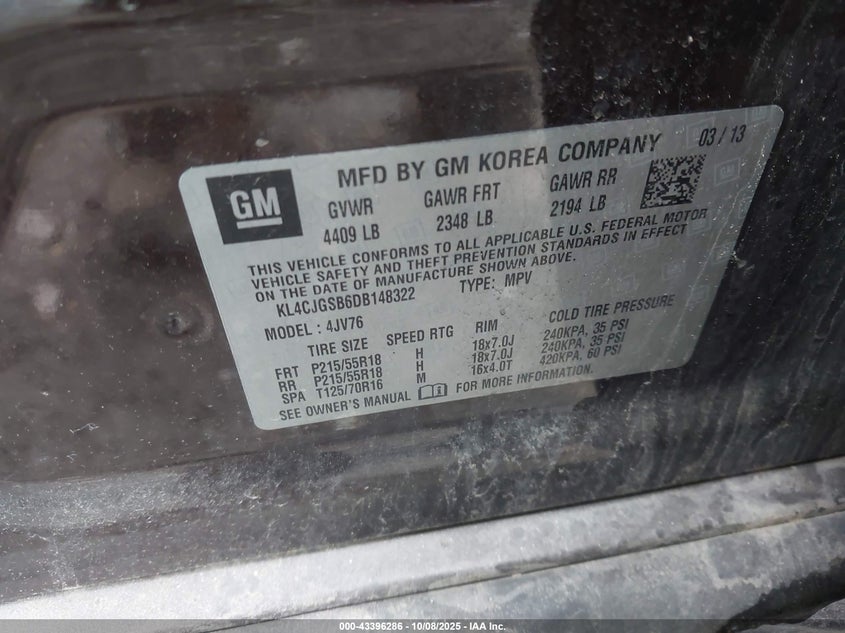 GM
MFD BY GM KOREA COMPANY 03 / 13
GVWR GAWR FRT GAWR RR
4409 LB 2348 LB 2194 LB
THIS VEHICLE CONFORMS TO ALL APPLICABLE U.S. FEDERAL MOTOR
VEHICLE SAFETY AND THEFT PREVENTION STANDARDS IN EFFECT
ON THE DATE OF MANUFACTURE SHOWN ABOVE.
KL4CJGSB6DB148322 TYPE: MPV
MODEL : 4JV76
TIRE SIZE SPEED RTG RIM COLD TIRE PRESSURE
FRT P215/55R18 H 18x7.0J 240KPA, 35 PSI
RR P215/55R18 H 18x7.0J 240KPA, 35 PSI
SPA T125/70R16 M 16x4.0T 420KPA, 60 PSI
SEE OWNER'S MANUAL FOR MORE INFORMATION.
000-43396286 - 10/08/2025 - IAA Inc.